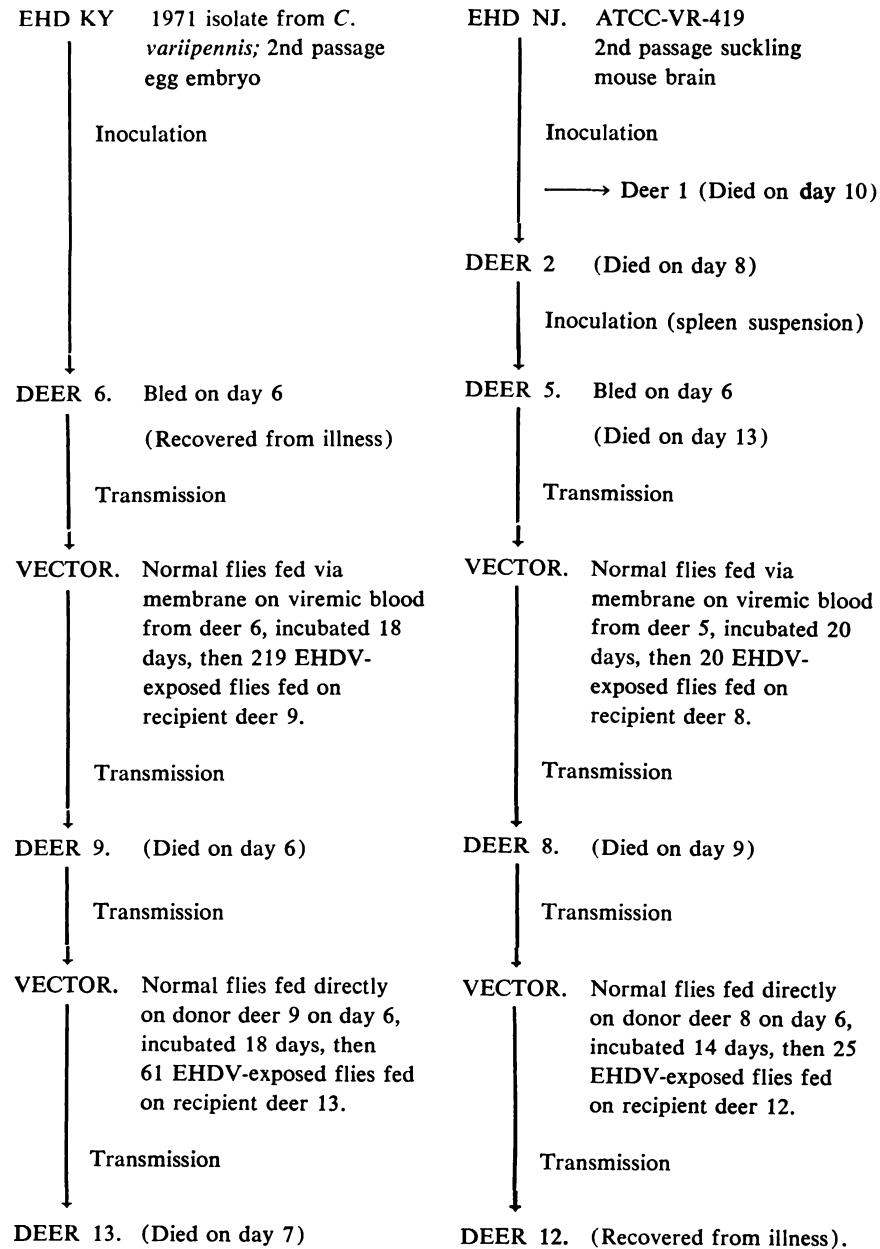 EHD KY 1971 isolate from C.
variipennis; 2nd passage
egg embryo
Inoculation
DEER 6. Bled on day 6
(Recovered from illness)
Transmission
VECTOR. Normal flies fed via
membrane on viremic blood
from deer 6, incubated 18
days, then 219 EHDV-
exposed flies fed on
recipient deer 9.
Transmission
DEER 9. (Died on day 6)
Transmission
VECTOR. Normal flies fed directly
on donor deer 9 on day 6,
incubated 18 days, then
61 EHDV-exposed flies fed
on recipient deer 13.
Transmission
DEER 13. (Died on day 7)
EHD NJ. ATCC-VR-419
2nd passage suckling
mouse brain
Inoculation
Deer 1 (Died on day 10)
DEER 2 (Died on day 8)
Inoculation (spleen suspension)
DEER 5. Bled on day 6
(Died on day 13)
Transmission
VECTOR. Normal flies fed via
membrane on viremic blood
from deer 5, incubated 20
days, then 20 EHDV-
exposed flies fed on
recipient deer 8.
Transmission
DEER 8. (Died on day 9)
Transmission
VECTOR. Normal flies fed directly
on donor deer 8 on day 6,
incubated 14 days, then 25
EHDV-exposed flies fed
on recipient deer 12.
Transmission
DEER 12. (Recovered from illness).